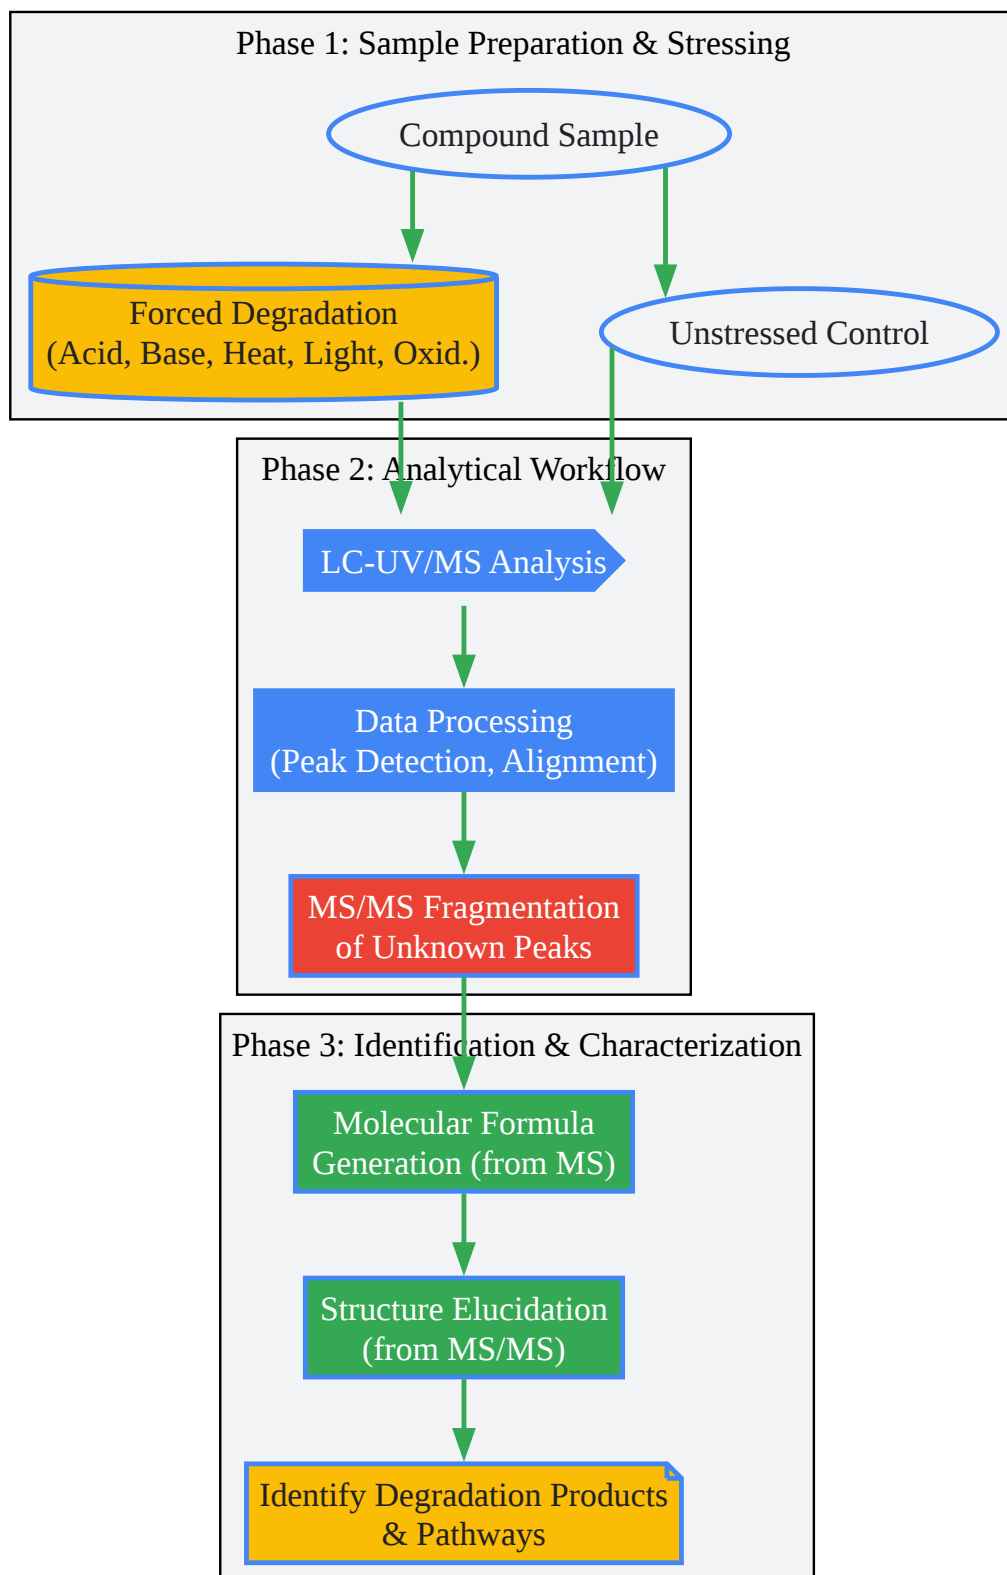 Phase 1: Sample Preparation & Stressing
Compound Sample
Forced Degradation
(Acid, Base, Heat, Light, Oxid.)
Unstressed Control
Phase 2: Analytical Workflow
LC-UV/MS Analysis
Data Processing
(Peak Detection, Alignment)
MS/MS Fragmentation
of Unknown Peaks
Phase 3: Identification & Characterization
Molecular Formula
Generation (from MS)
Structure Elucidation
(from MS/MS)
Identify Degradation Products
& Pathways